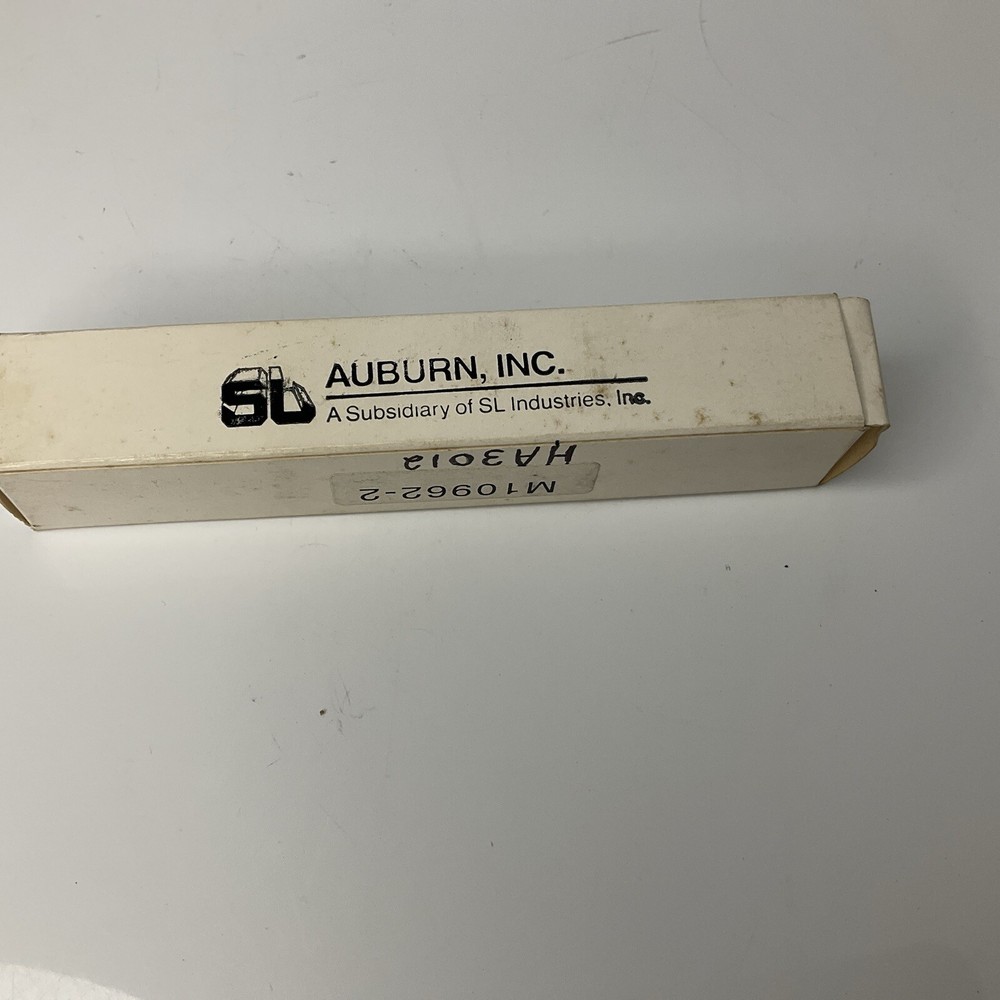 SL
AUBURN, INC.
A Subsidiary of SL Industries, Inc.
HA3012
M10962-2